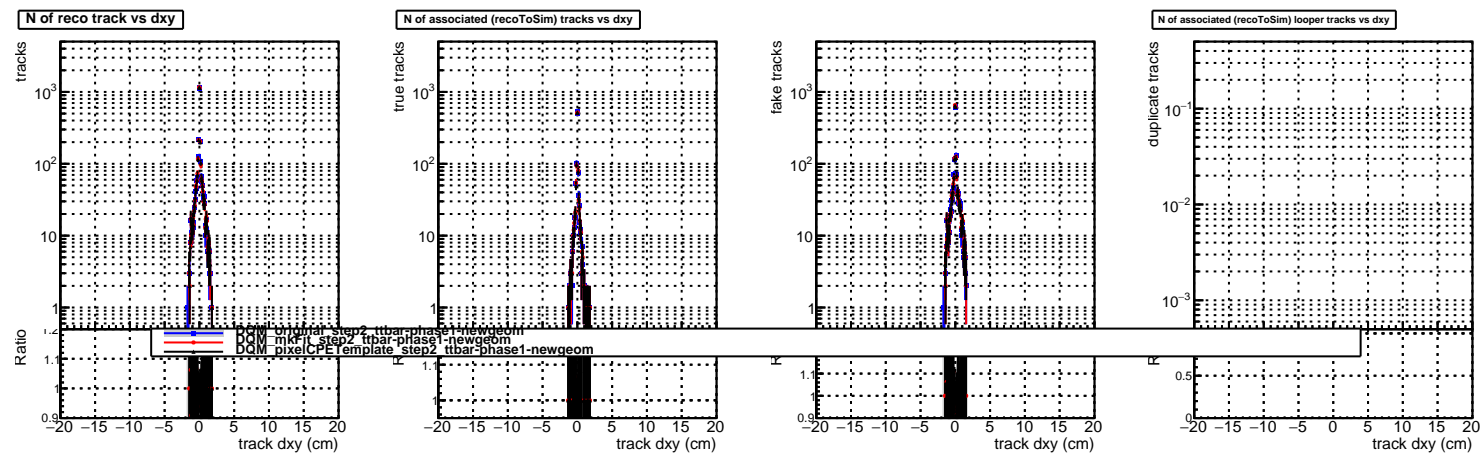 N of reco track vs dxy
N of associated (recoToSim) tracks vs dxy
N of associated (recoToSim) looper tracks vs dxy
tracks
10³
10²
10
1
true tracks
10³
10²
10
1
fake tracks
10³
10²
10
1
duplicate tracks
10⁻¹
10⁻²
10⁻³
DQM_original_step2_ttbar-phase1-newgeom
DQM_mkFit_step2_ttbar-phase1-newgeom
DQM_pixelCPETemplate_step2_ttbar-phase1-newgeom
Ratio
1.2
1.1
1
0.9
1.1
1
1.1
1
0.5
0
−20 −15 −10 −5 0 5 10 15 20
track dxy (cm)
−20 −15 −10 −5 0 5 10 15 20
track dxy (cm)
−20 −15 −10 −5 0 5 10 15 20
track dxy (cm)
−20 −15 −10 −5 0 5 10 15 20
track dxy (cm)